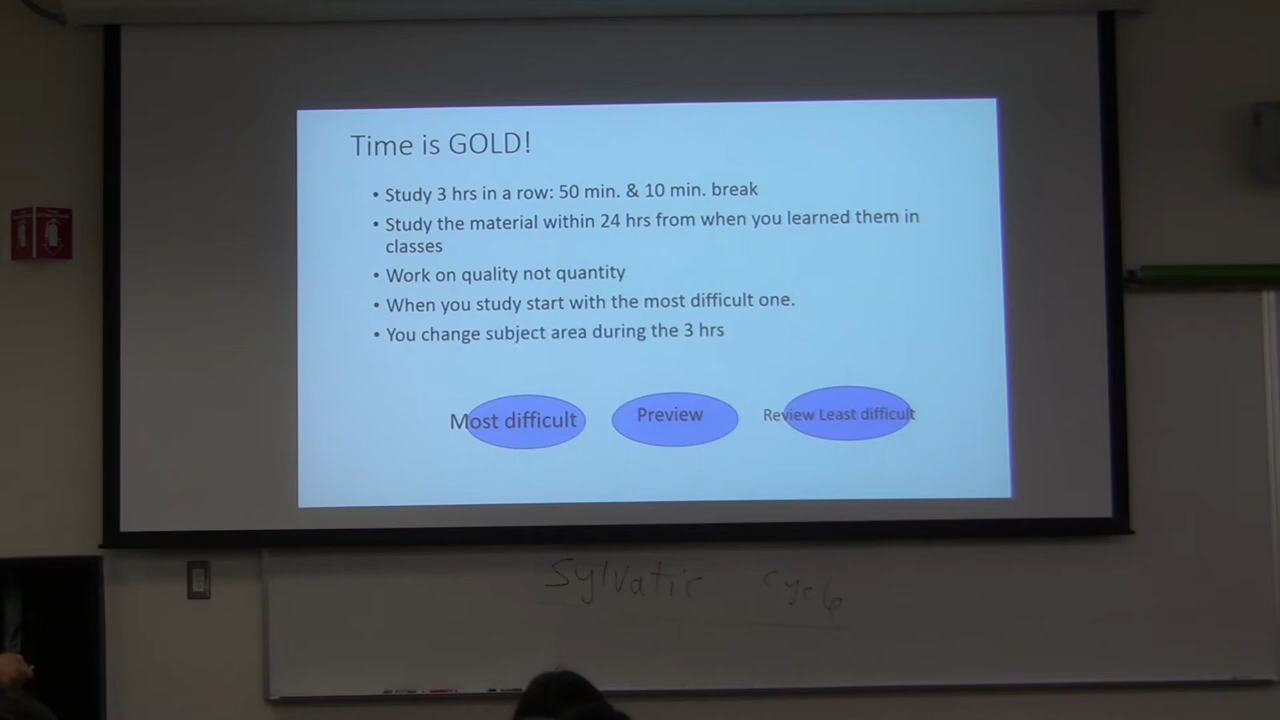 Time is GOLD!
• Study 3 hrs in a row: 50 min. & 10 min. break
• Study the material within 24 hrs from when you learned them in
classes
• Work on quality not quantity
• When you study start with the most difficult one.
• You change subject area during the 3 hrs
Most difficult
Preview
Review Least difficult
Sylvatic cycle